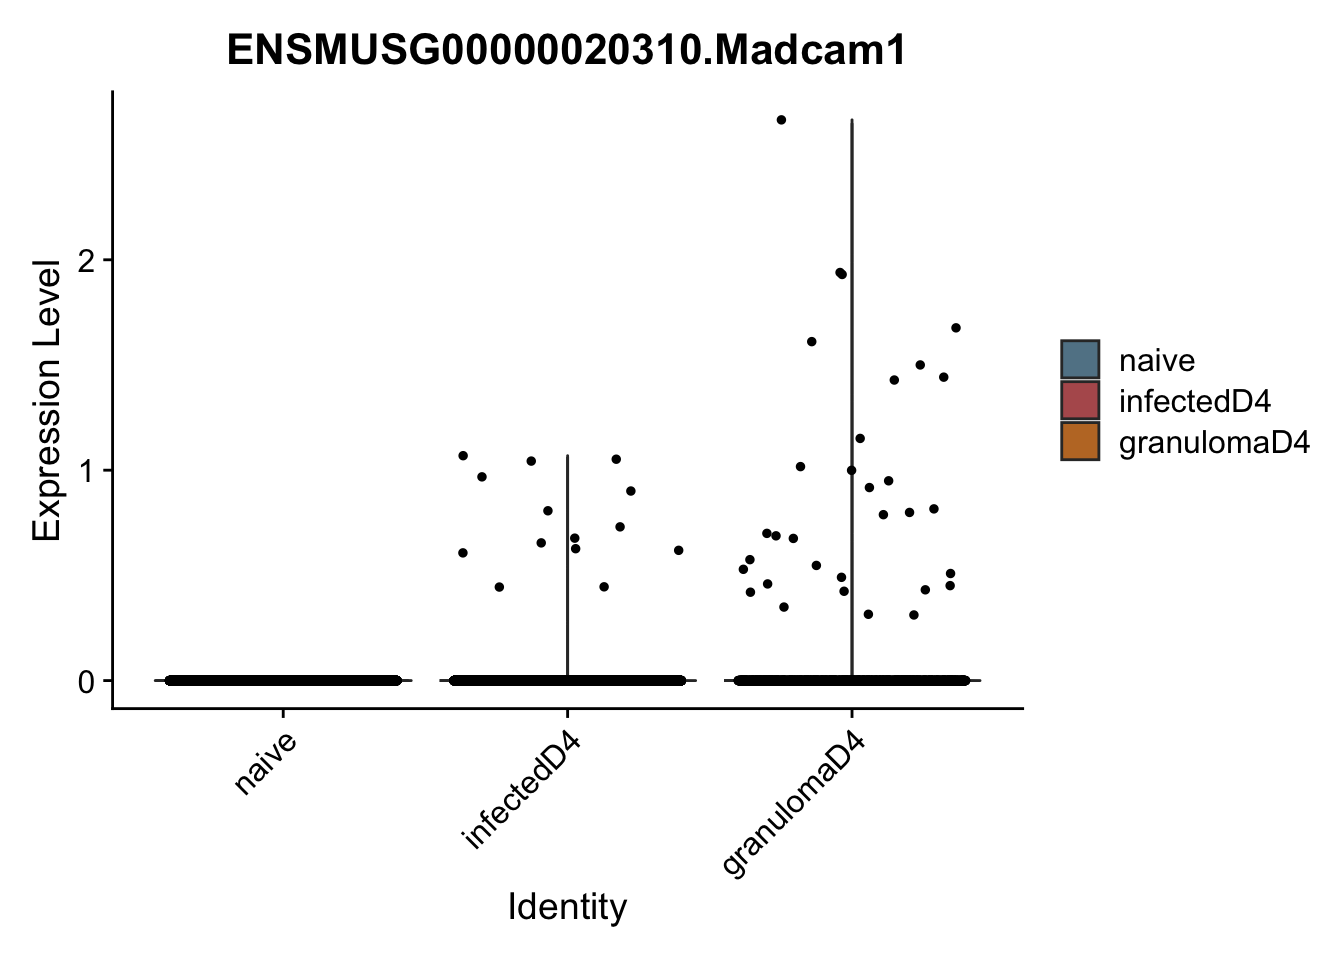 ENSMUSG00000020310.Madcam1
Expression Level
2
1
0
naive
infectedD4
granulomaD4
Identity
naive
infectedD4
granulomaD4